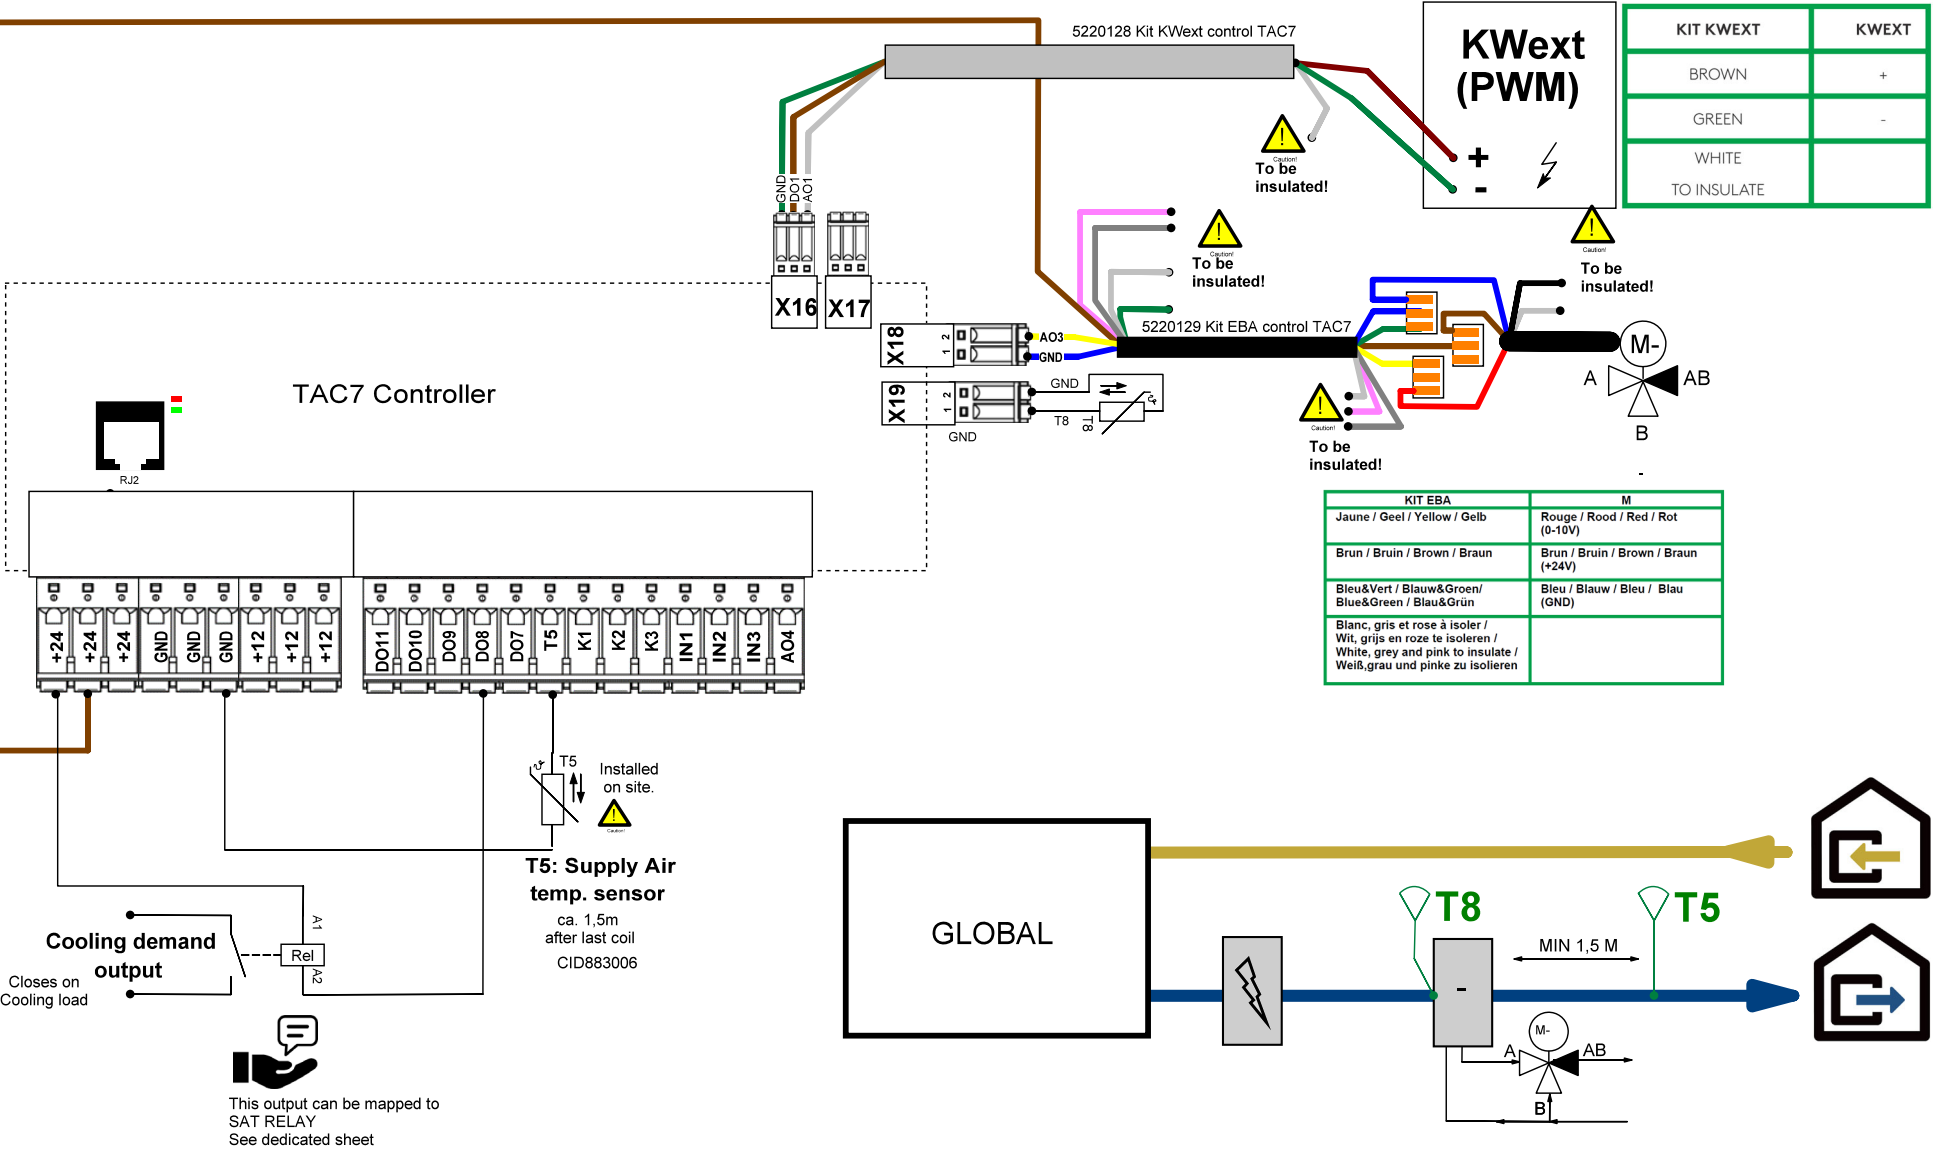 5220128 Kit KWext control TAC7
KWext
(PWM)
+
-
KIT KWEXT
KWEXT
BROWN
+
GREEN
-
WHITE
TO INSULATE
Caution!
To be
insulated!
GND
DO1
AO1
X16
X17
Caution!
To be
insulated!
Caution!
To be
insulated!
5220129 Kit EBA control TAC7
X18
2
1
AO3
GND
X19
2
1
GND
T8
T8
GND
M-
A
AB
B
-
Caution!
To be
insulated!
TAC7 Controller
RJ2
KIT EBA
M
Jaune / Geel / Yellow / Gelb
Rouge / Rood / Red / Rot
(0-10V)
Brun / Bruin / Brown / Braun
Brun / Bruin / Brown / Braun
(+24V)
Bleu&Vert / Blauw&Groen/
Blue&Green / Blau&Grün
Bleu / Blauw / Bleu / Blau
(GND)
Blanc, gris et rose à isoler /
Wit, grijs en roze te isoleren /
White, grey and pink to insulate /
Weiß,grau und pinke zu isolieren
+24
+24
+24
GND
GND
GND
+12
+12
+12
DO11
DO10
DO9
DO8
DO7
T5
K1
K2
K3
IN1
IN2
IN3
AO4
T5
Installed
on site.
Caution!
T5: Supply Air
temp. sensor
ca. 1,5m
after last coil
CID883006
A1
Rel
A2
Cooling demand
output
Closes on
Cooling load
This output can be mapped to
SAT RELAY
See dedicated sheet
GLOBAL
T8
T5
MIN 1,5 M
-
M-
A
AB
B